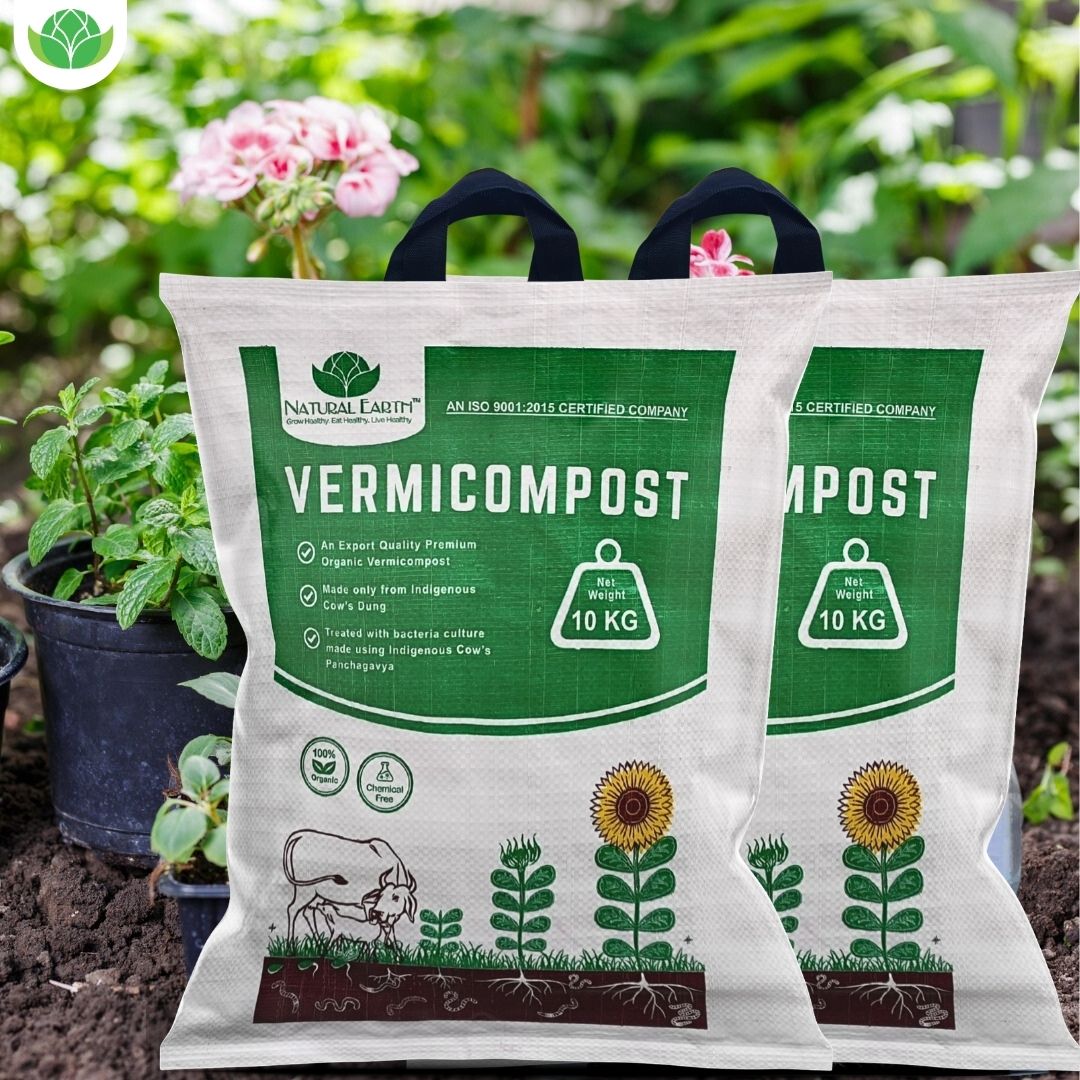 NATURAL EARTH™
Grow Healthy. Eat Healthy. Live Healthy
AN ISO 9001:2015 CERTIFIED COMPANY
VERMICOMPOST
An Export Quality Premium
Organic Vermicompost
Made only from Indigenous
Cow's Dung
Treated with bacteria culture
made using Indigenous Cow's
Panchagavya
Net
Weight
10 KG
100%
Organic
Chemical
Free
5 CERTIFIED COMPANY
MPOST
Net
Weight
10 KG